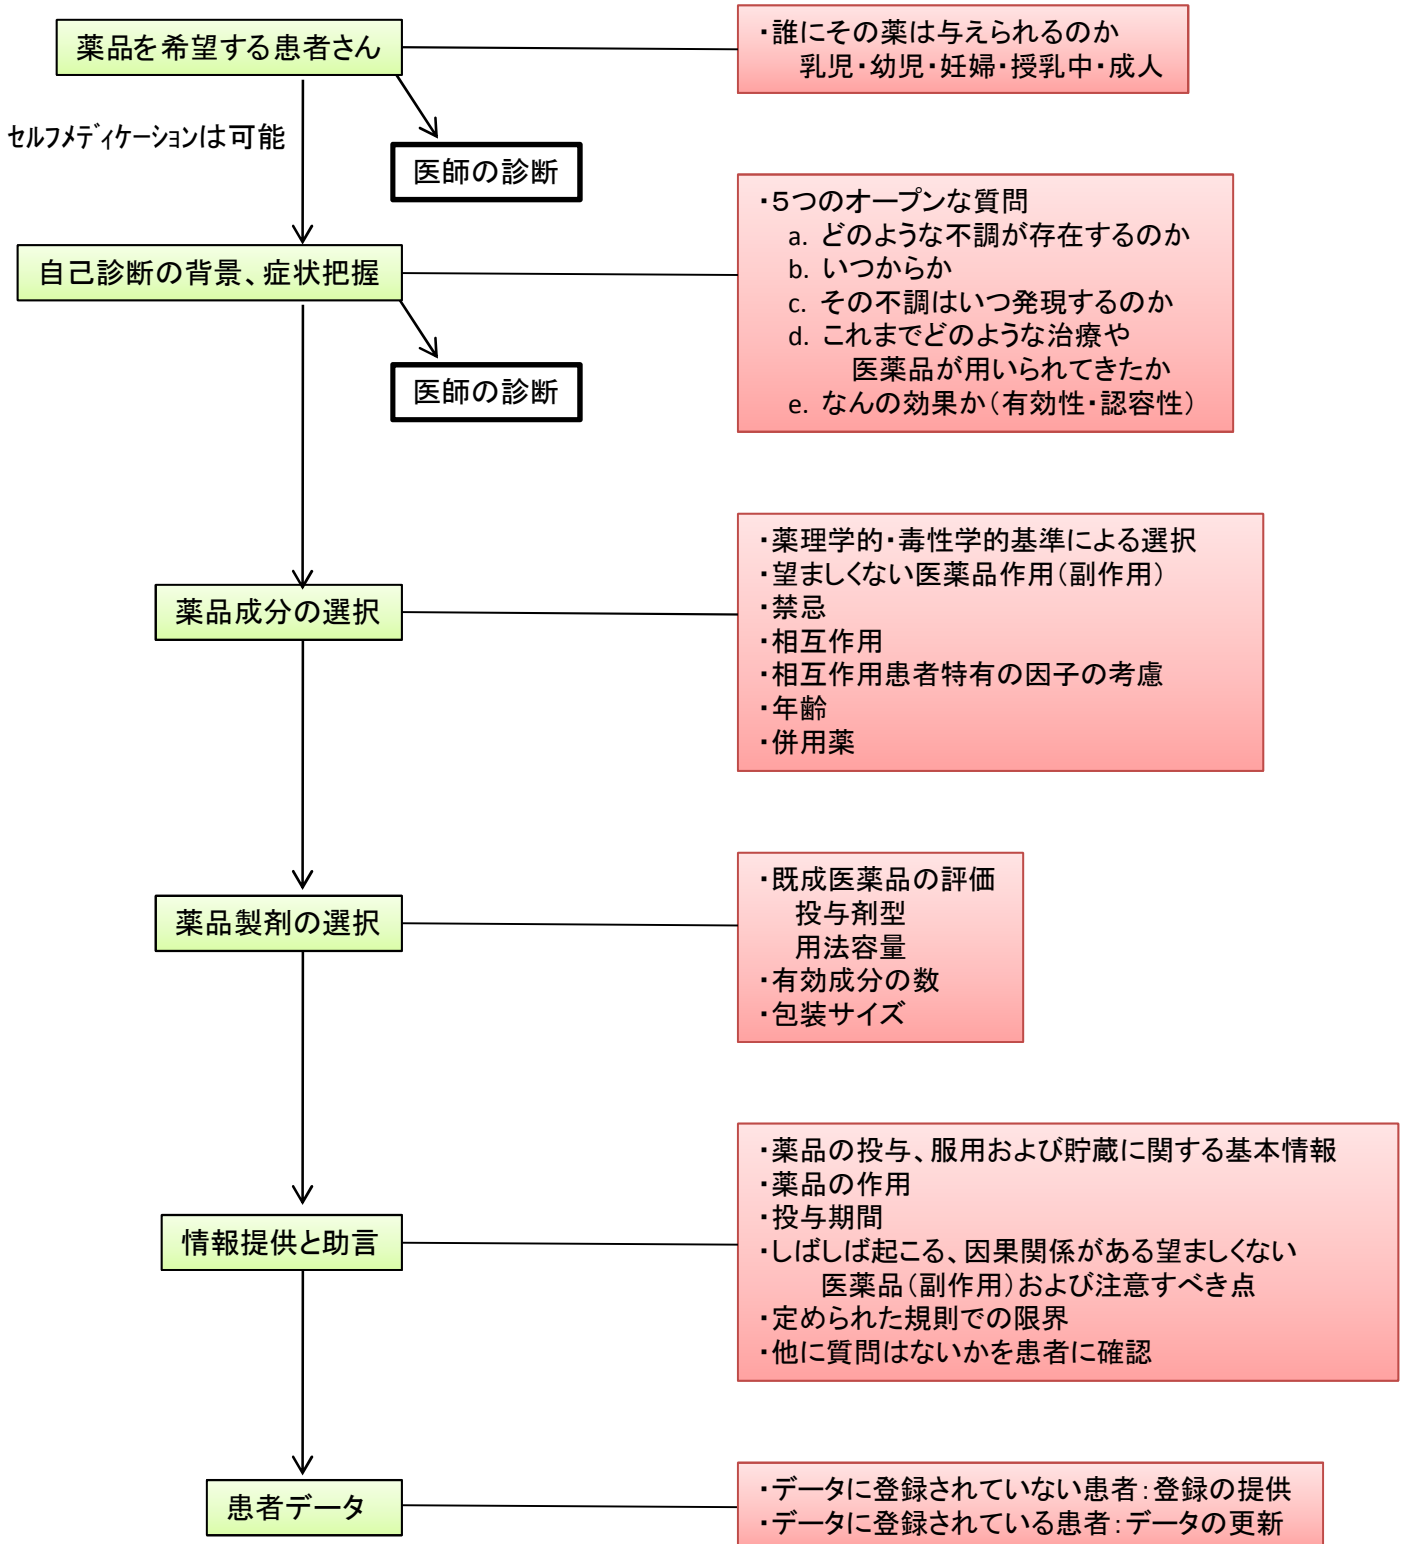 薬品を希望する患者さん
・誰にその薬は与えられるのか
乳児・幼児・妊婦・授乳中・成人
セルフメディケーションは可能
医師の診断
・５つのオープンな質問
a. どのような不調が存在するのか
b. いつからか
c. その不調はいつ発現するのか
d. これまでどのような治療や
医薬品が用いられてきたか
e. なんの効果か（有効性・認容性）
自己診断の背景、症状把握
医師の診断
・薬理学的・毒性学的基準による選択
・望ましくない医薬品作用（副作用）
・禁忌
・相互作用
・相互作用患者特有の因子の考慮
・年齢
・併用薬
薬品成分の選択
・既成医薬品の評価
投与剤型
用法容量
・有効成分の数
・包装サイズ
薬品製剤の選択
・薬品の投与、服用および貯蔵に関する基本情報
・薬品の作用
・投与期間
・しばしば起こる、因果関係がある望ましくない
医薬品（副作用）および注意すべき点
・定められた規則での限界
・他に質問はないかを患者に確認
情報提供と助言
・データに登録されていない患者：登録の提供
・データに登録されている患者：データの更新
患者データ